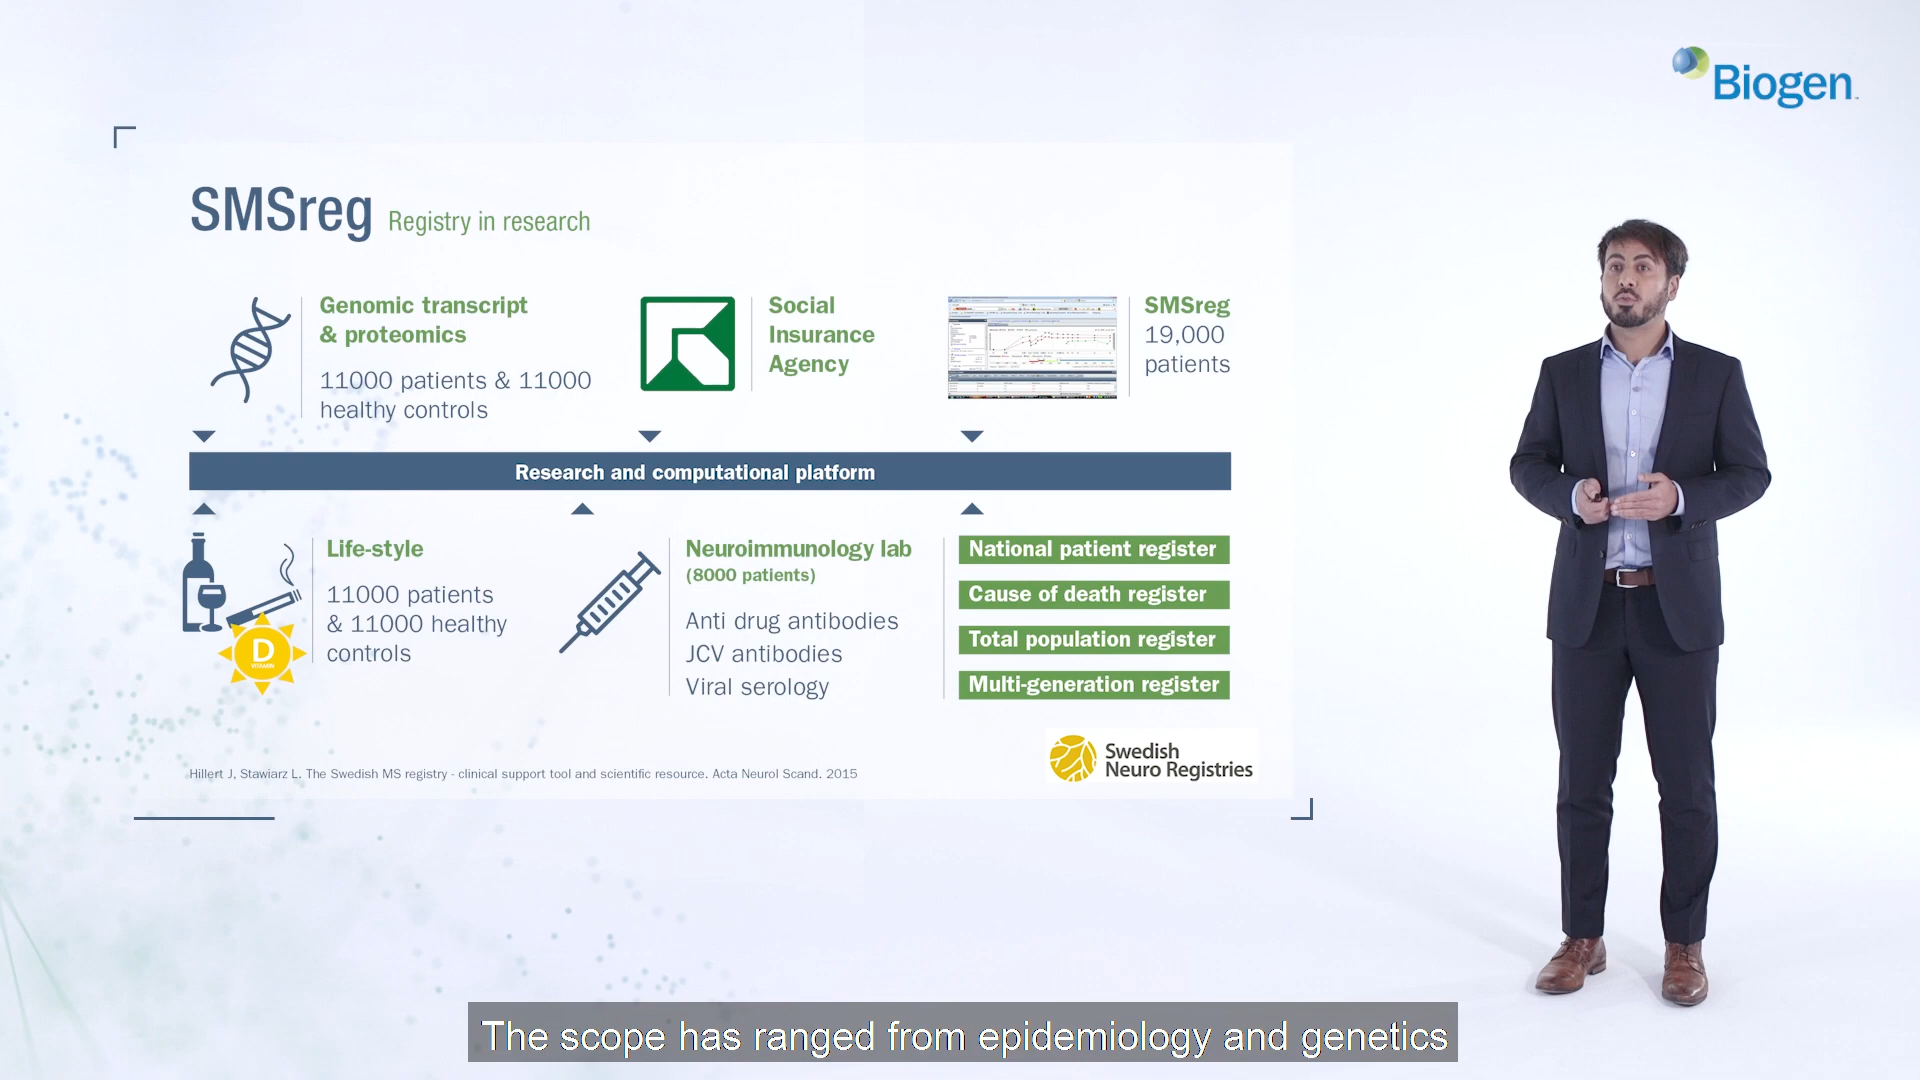 Biogen
SMSreg Registry in research
Genomic transcript
& proteomics
11000 patients & 11000
healthy controls
Social
Insurance
Agency
SMSreg
19,000
patients
Research and computational platform
Life-style
11000 patients
& 11000 healthy
controls
D
VITAMIN
Neuroimmunology lab
(8000 patients)
Anti drug antibodies
JCV antibodies
Viral serology
National patient register
Cause of death register
Total population register
Multi-generation register
Hillert J, Stawiarz L. The Swedish MS registry - clinical support tool and scientific resource. Acta Neurol Scand. 2015
Swedish
Neuro Registries
The scope has ranged from epidemiology and genetics